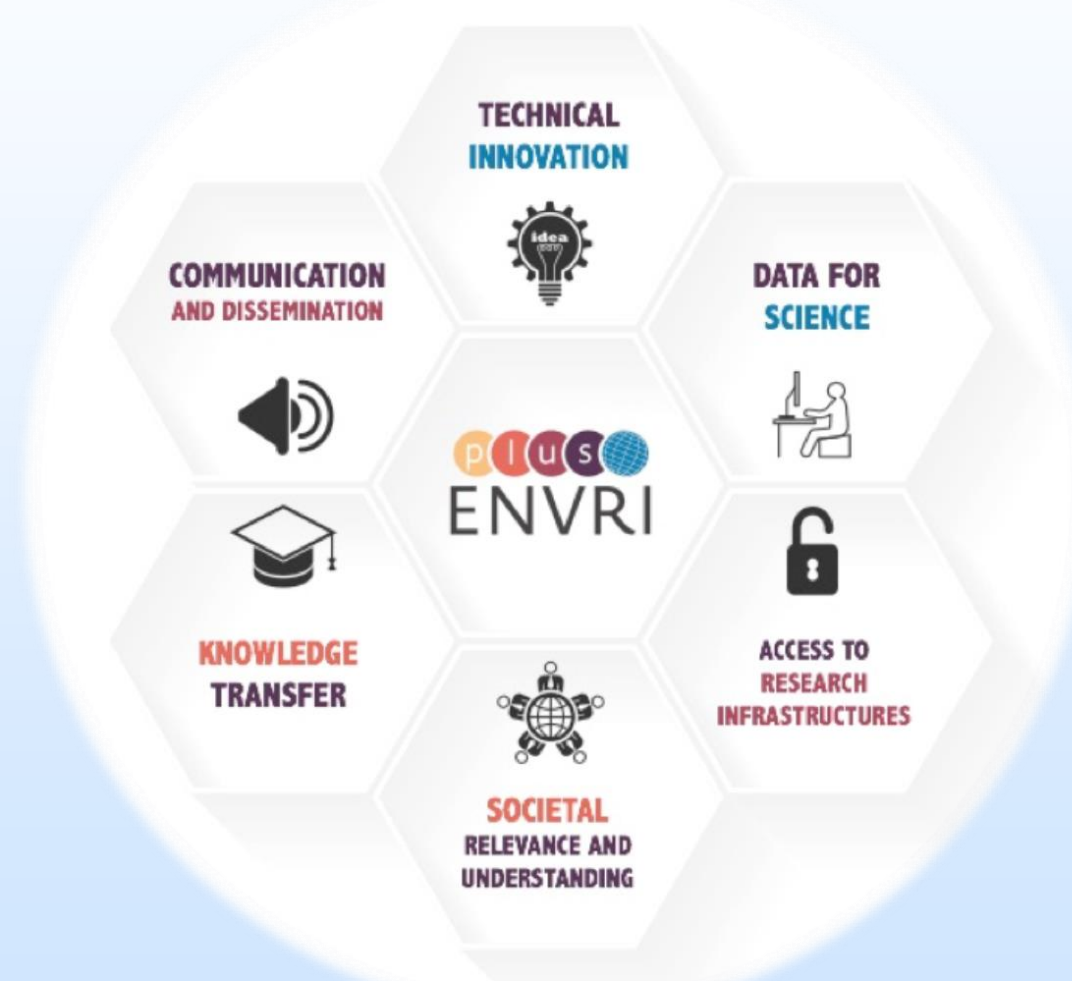 TECHNICAL
INNOVATION
idea
COMMUNICATION
AND DISSEMINATION
DATA FOR
SCIENCE
plus
ENVRI
KNOWLEDGE
TRANSFER
ACCESS TO
RESEARCH
INFRASTRUCTURES
SOCIETAL
RELEVANCE AND
UNDERSTANDING